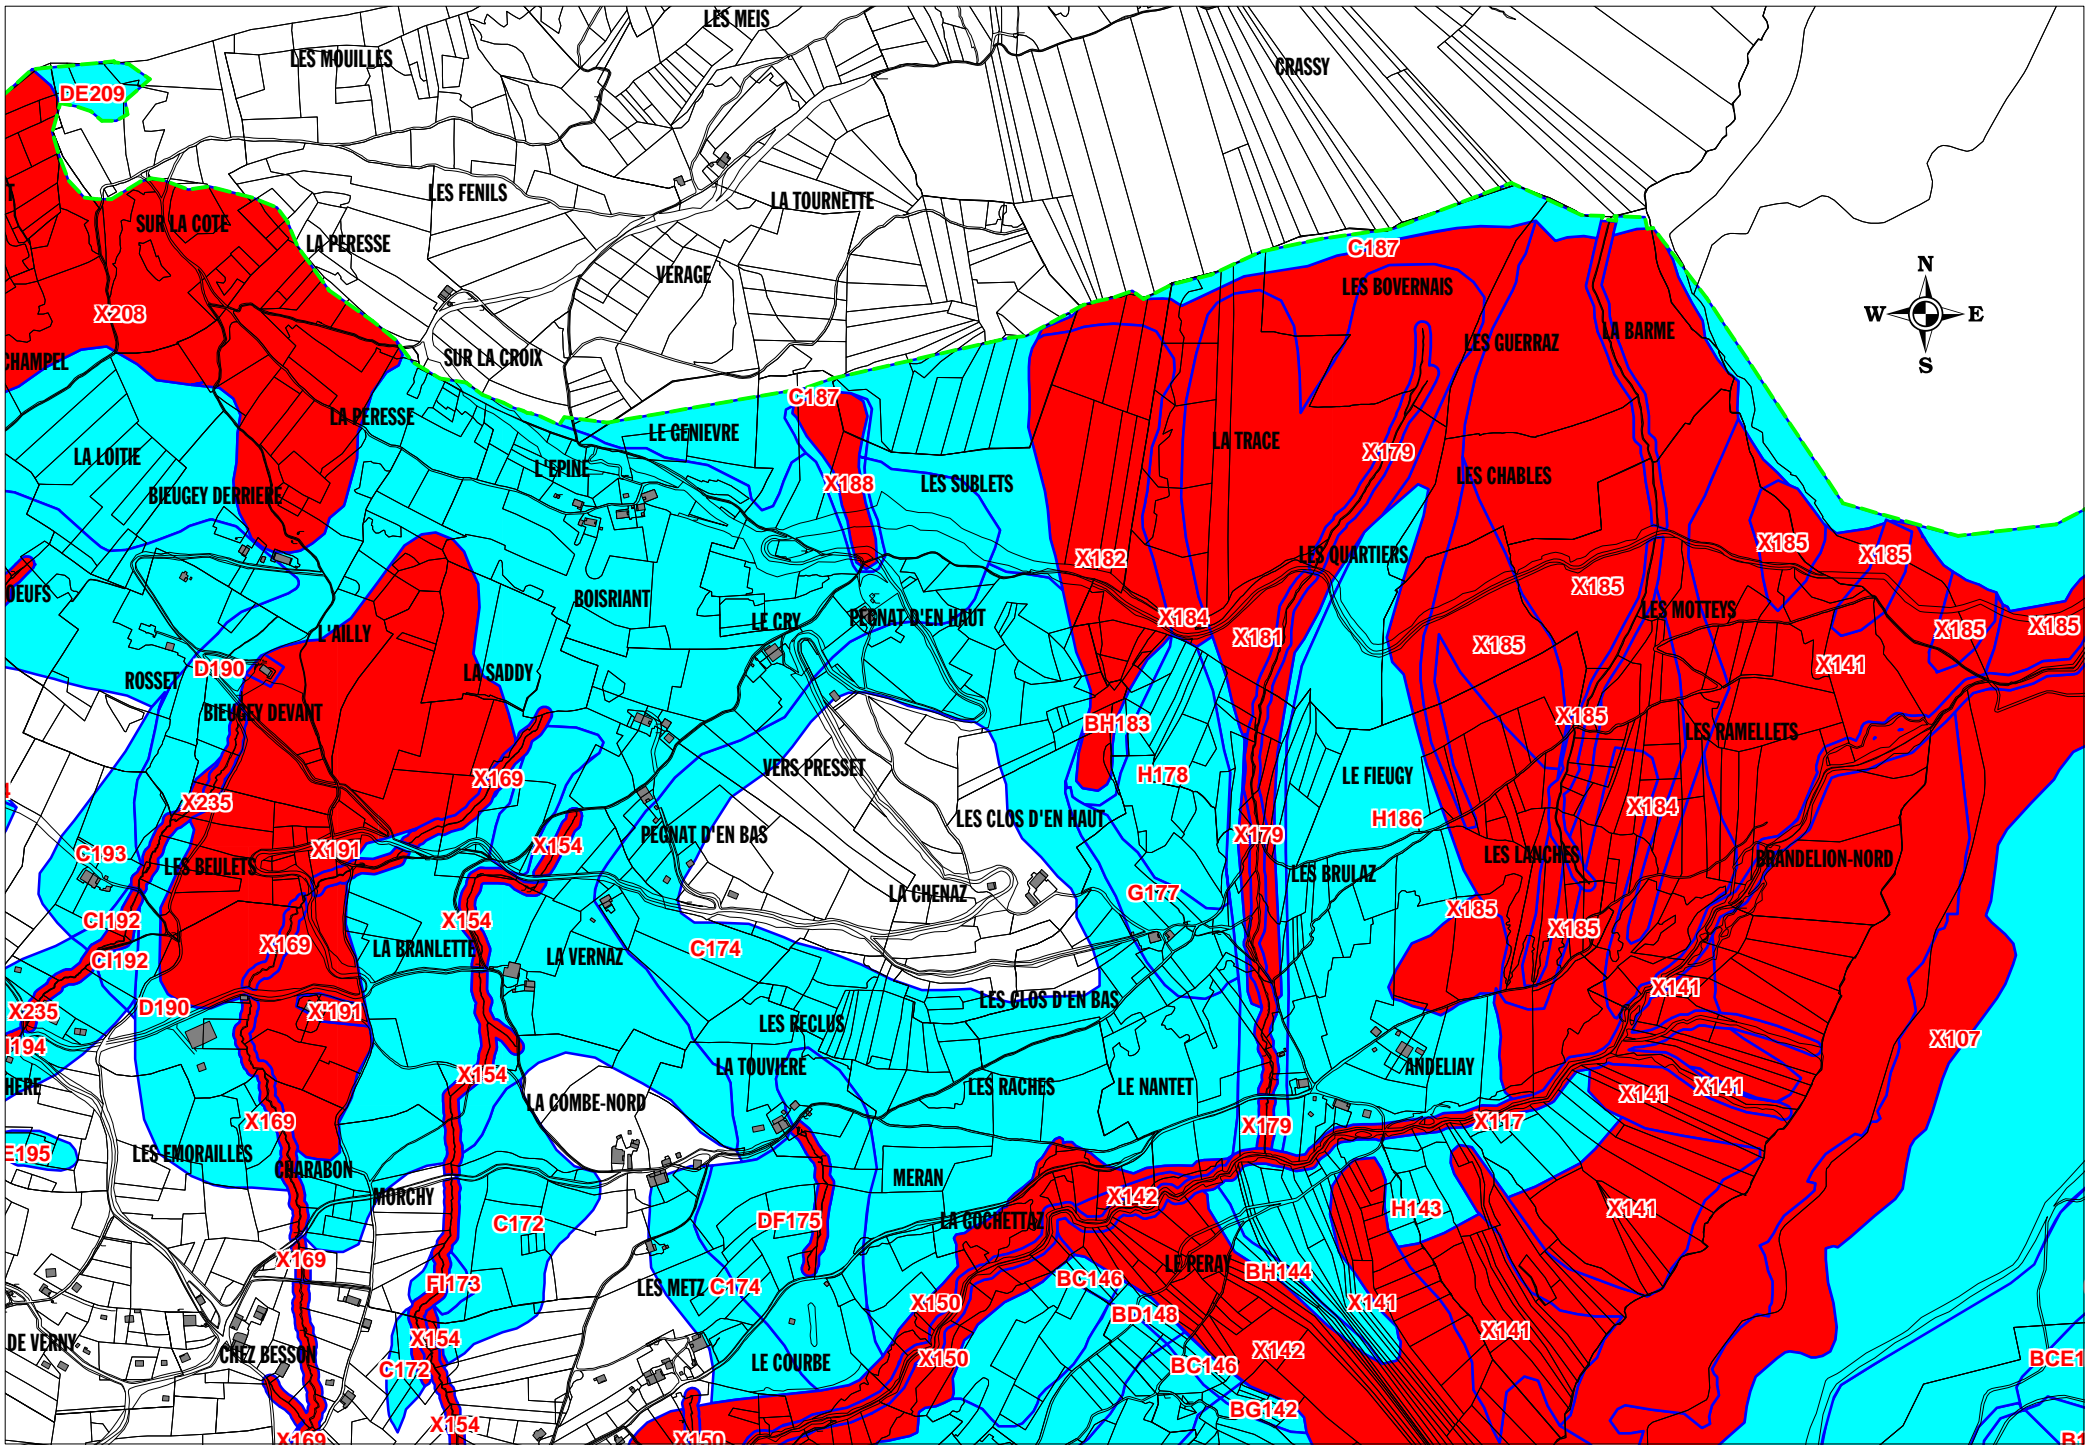 LES MEIS
LES MOUILLES
CRASSY
DE209
LES FENILS
LA TOURNETTE
T
SUR LA COTE
LA PERESSE
C187
VERAGE
LES BOVERNAIS
N
W E
S
X208
LA BARME
LES GUERRAZ
CHAMPEL
SUR LA CROIX
C187
LA PERESSE
LE GENIEVRE
LA TRACE
X179
LA LOITIE
L'EPINE
BIEUGEY DERRIERE
X188
LES SUBLETS
LES CHABLES
X182
LES QUARTIERS
X185
X185
X185
OEUFS
BOISRIANT
LE CRY
PEGNAT D'EN HAUT
X184
LES MOTTEYS
L'AILLY
X181
X185
X185
X185
D190
X141
ROSSET
LA SADDY
BIEUGEY DEVANT
BH183
X185
LES RAMELLETS
X169
VERS PRESSET
H178
LE FIEUGY
X235
X184
LES CLOS D'EN HAUT
H186
PEGNAT D'EN BAS
X179
C193
X191
X154
LES LANCHES
BRANDELION-NORD
LES BEULETS
LES BRULAZ
LA CHENAZ
G177
CI192
X154
X185
X169
LA BRANLETTE
C174
X185
CI192
LA VERNAZ
X141
LES CLOS D'EN BAS
D190
X191
X235
LES RECLUS
X107
I194
LA TOUVIERE
ANDELIAY
HERE
X154
LES RACHES
LE NANTET
X141
X141
LA COMBE-NORD
X169
X179
X117
E195
LES EMORAILLES
CHARABON
MERAN
MORCHY
X142
H143
X141
C172
DF175
LA COCHETTAZ
X169
LE PERAY
BH144
FI173
LES METZ
C174
BC146
X150
X141
BD148
X154
X141
DE VERNY
CHEZ BESSON
X142
C172
LE COURBE
X150
BC146
BCE1
X154
BG142
X169
X150
B1